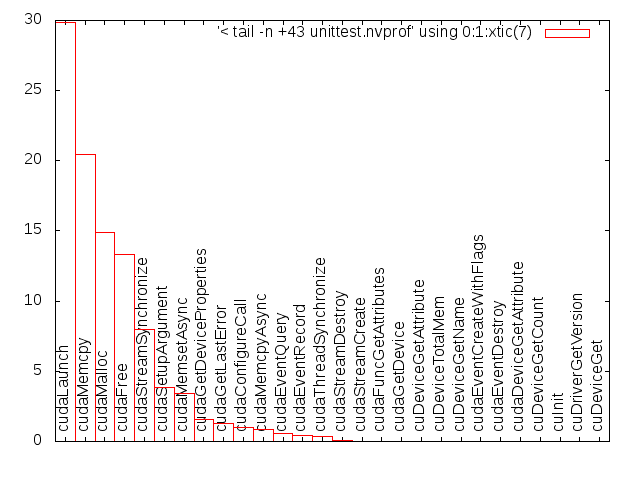 '< tail -n +43 unittest.nvprof' using 0:1:xtic(7)
30
25
20
15
10
5
0
cudaLaunch
cudaMemcpy
cudaMalloc
cudaFree
cudaStreamSynchronize
cudaSetupArgument
cudaMemsetAsync
cudaGetDeviceProperties
cudaGetLastError
cudaConfigureCall
cudaMemcpyAsync
cudaEventQuery
cudaEventRecord
cudaThreadSynchronize
cudaStreamDestroy
cudaStreamCreate
cudaFuncGetAttributes
cudaGetDevice
cuDeviceGetAttribute
cuDeviceTotalMem
cuDeviceGetName
cudaEventCreateWithFlags
cudaEventDestroy
cudaDeviceGetAttribute
cuDeviceGetCount
cuInit
cuDriverGetVersion
cuDeviceGet